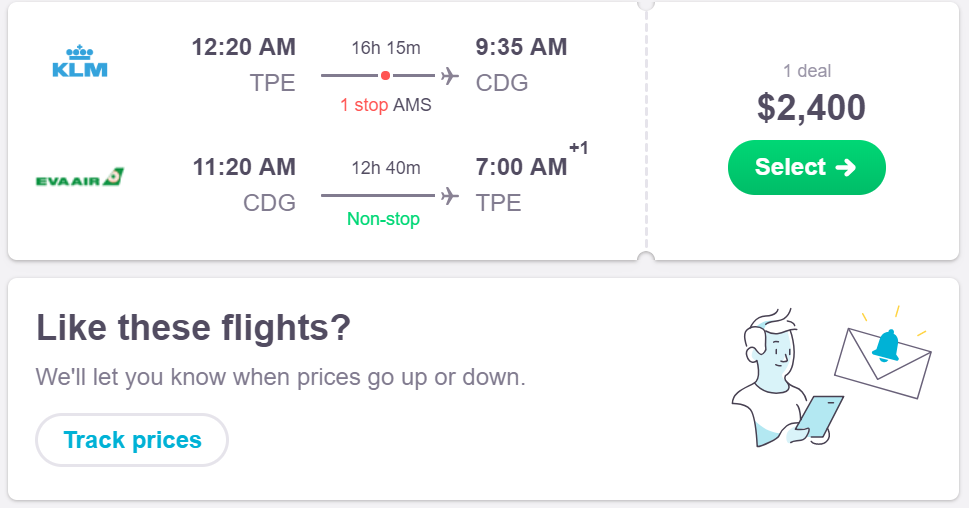 KLM
12:20 AM 16h 15m 9:35 AM
TPE CDG
1 stop AMS
EVA AIR
11:20 AM 12h 40m 7:00 AM +1
CDG TPE
Non-stop
1 deal
$2,400
Select
Like these flights?
We'll let you know when prices go up or down.
Track prices